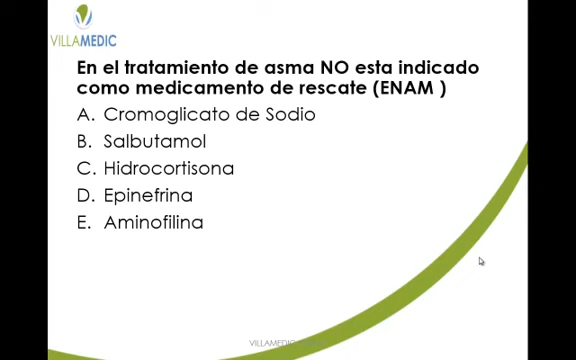 VILLAMEDIC
En el tratamiento de asma NO esta indicado
como medicamento de rescate (ENAM )
A. Cromoglicato de Sodio
B. Salbutamol
C. Hidrocortisona
D. Epinefrina
E. Aminofilina
VILLAMEDIC